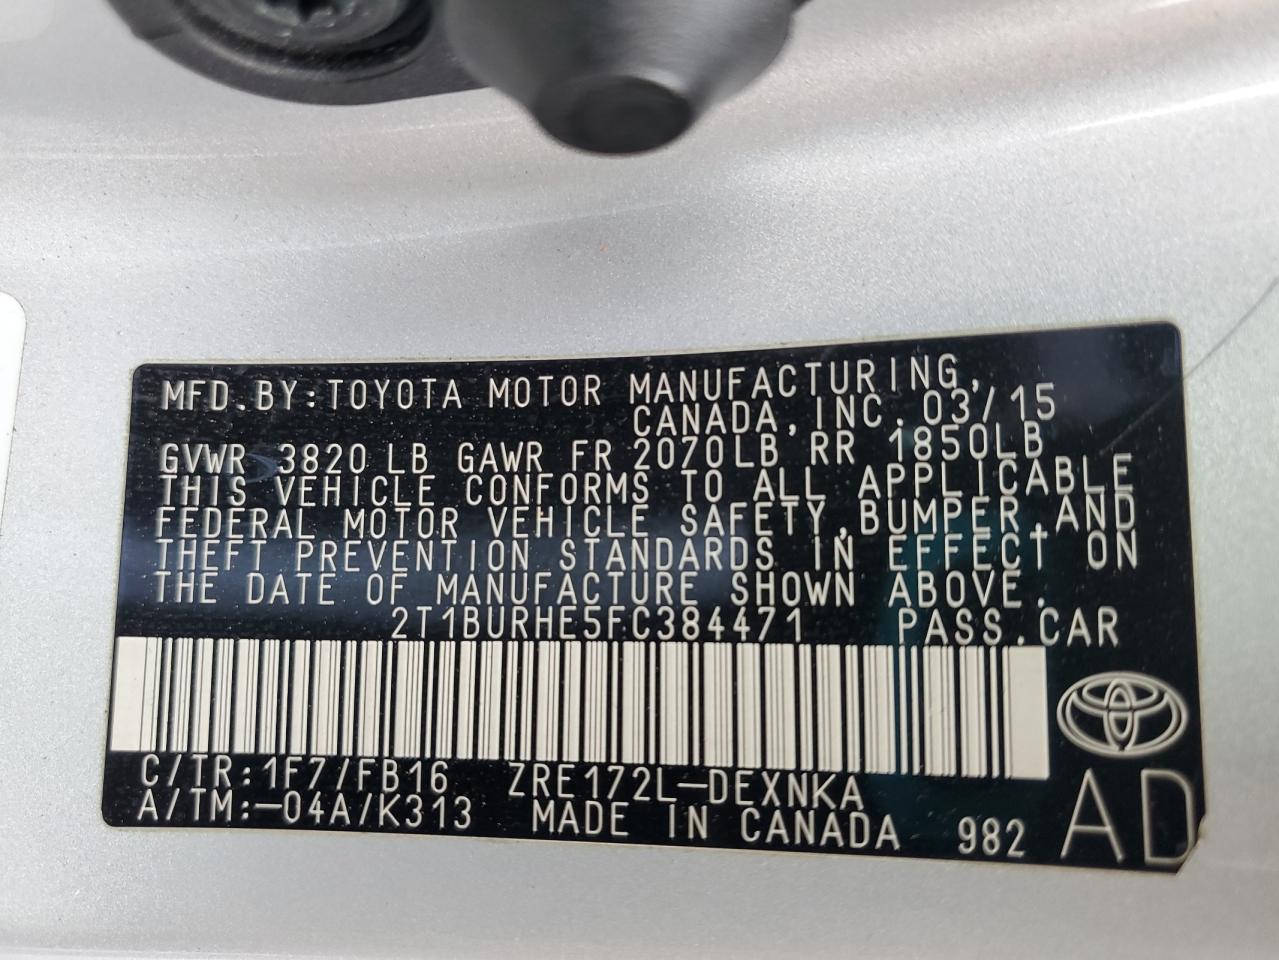 MFD.BY:TOYOTA MOTOR MANUFACTURING,
CANADA,INC.03/15
GVWR 3820 LB GAWR FR 2070LB RR 1850LB
THIS VEHICLE CONFORMS TO ALL APPLICABLE
FEDERAL MOTOR VEHICLE SAFETY,BUMPER,AND
THEFT PREVENTION STANDARDS IN EFFECT ON
THE DATE OF MANUFACTURE SHOWN ABOVE.
2T1BURHE5FC384471 PASS.CAR
C/TR:1F7/FB16 ZRE172L-DEXNKA
A/TM:-04A/K313 MADE IN CANADA 982 AD